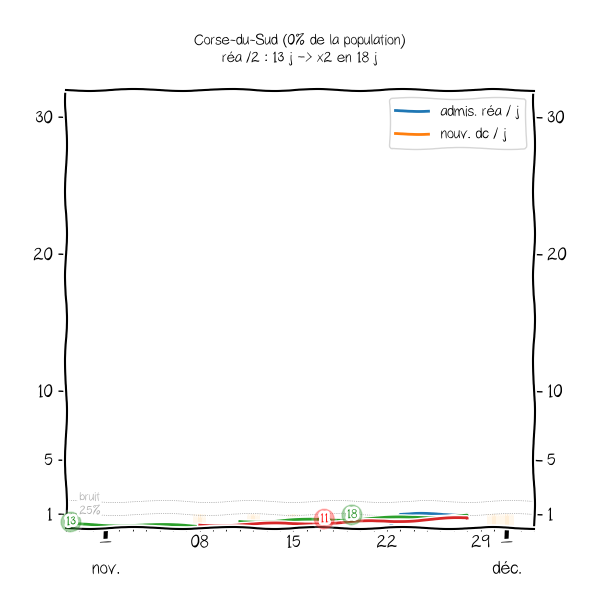 Corse-du-Sud (0% de la population)
réa /2 : 13 j -> x2 en 18 j
admis. réa / j
nouv. dc / j
30
30
20
20
10
10
5
5
bruit
25%
1
1
13
11
18
1
08
15
22
29
1
nov.
déc.